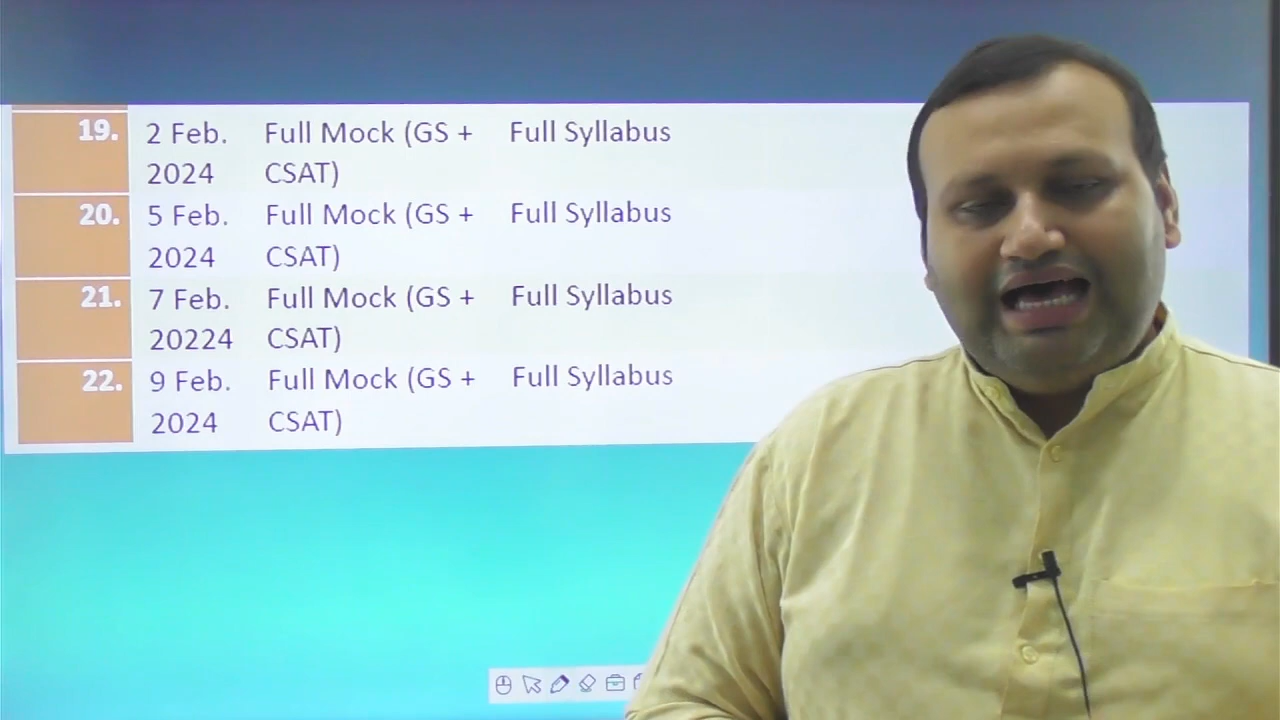 19. 2 Feb. Full Mock (GS + Full Syllabus
2024 CSAT)
20. 5 Feb. Full Mock (GS + Full Syllabus
2024 CSAT)
21. 7 Feb. Full Mock (GS + Full Syllabus
20224 CSAT)
22. 9 Feb. Full Mock (GS + Full Syllabus
2024 CSAT)